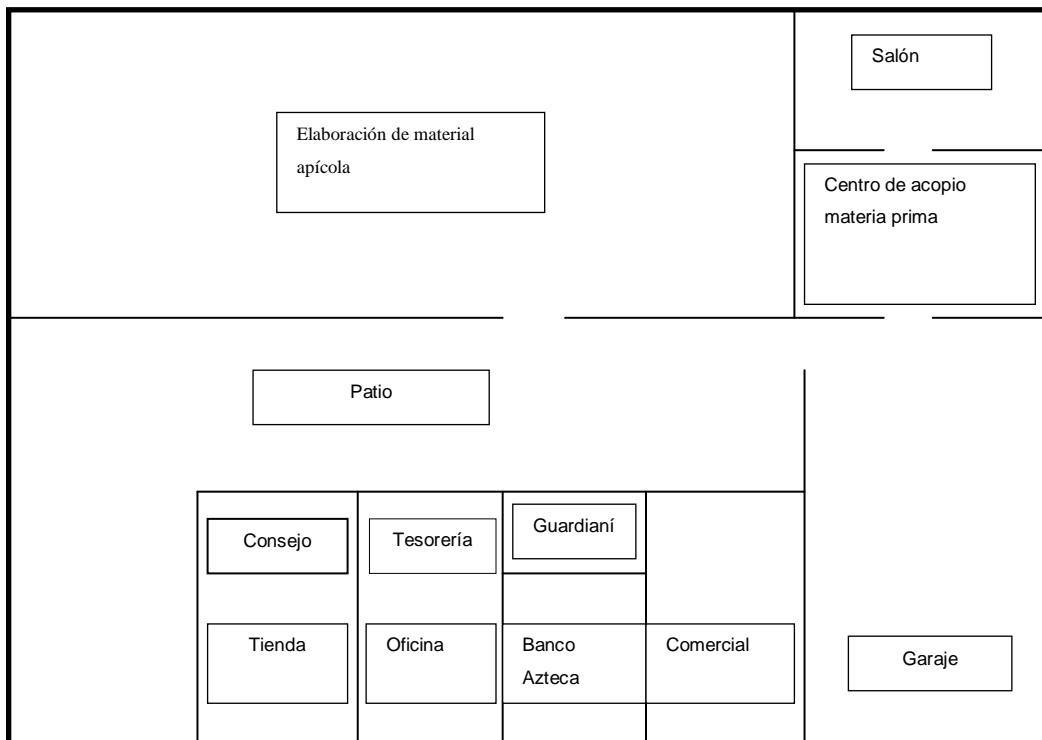 Salón
Elaboración de material
apícola
Centro de acopio
materia prima
Patio
Consejo
Tesorería
Guardianí
Tienda
Oficina
Banco
Azteca
Comercial
Garaje